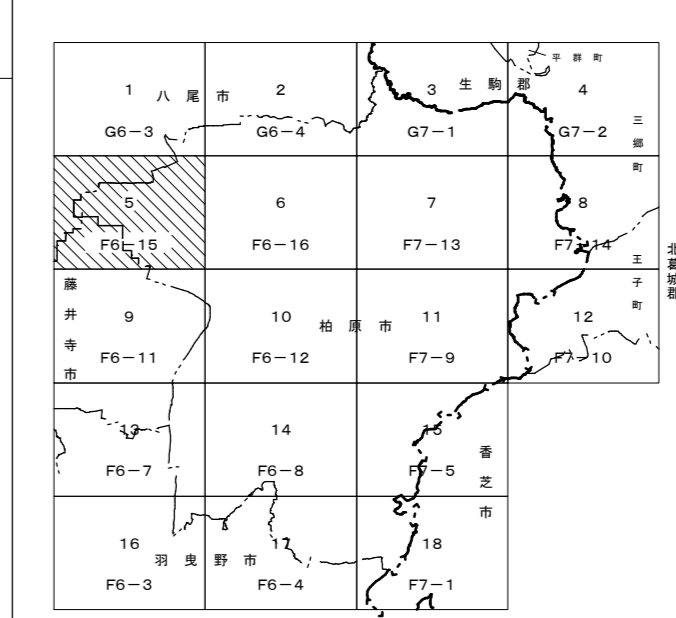 平群町
1 2 3 4
八尾市
生駒郡
G6-3 G6-4 G7-1 G7-2
三郷町
5 6 7 8
F6-15 F6-16 F7-13 F7-14
北葛城郡
王子町
藤井寺市
9 10 11 12
柏原市
F6-11 F6-12 F7-9 F7-10
13 14 15
F6-7 F6-8 F7-5
香芝市
16 17 18
羽曳野市
F6-3 F6-4 F7-1